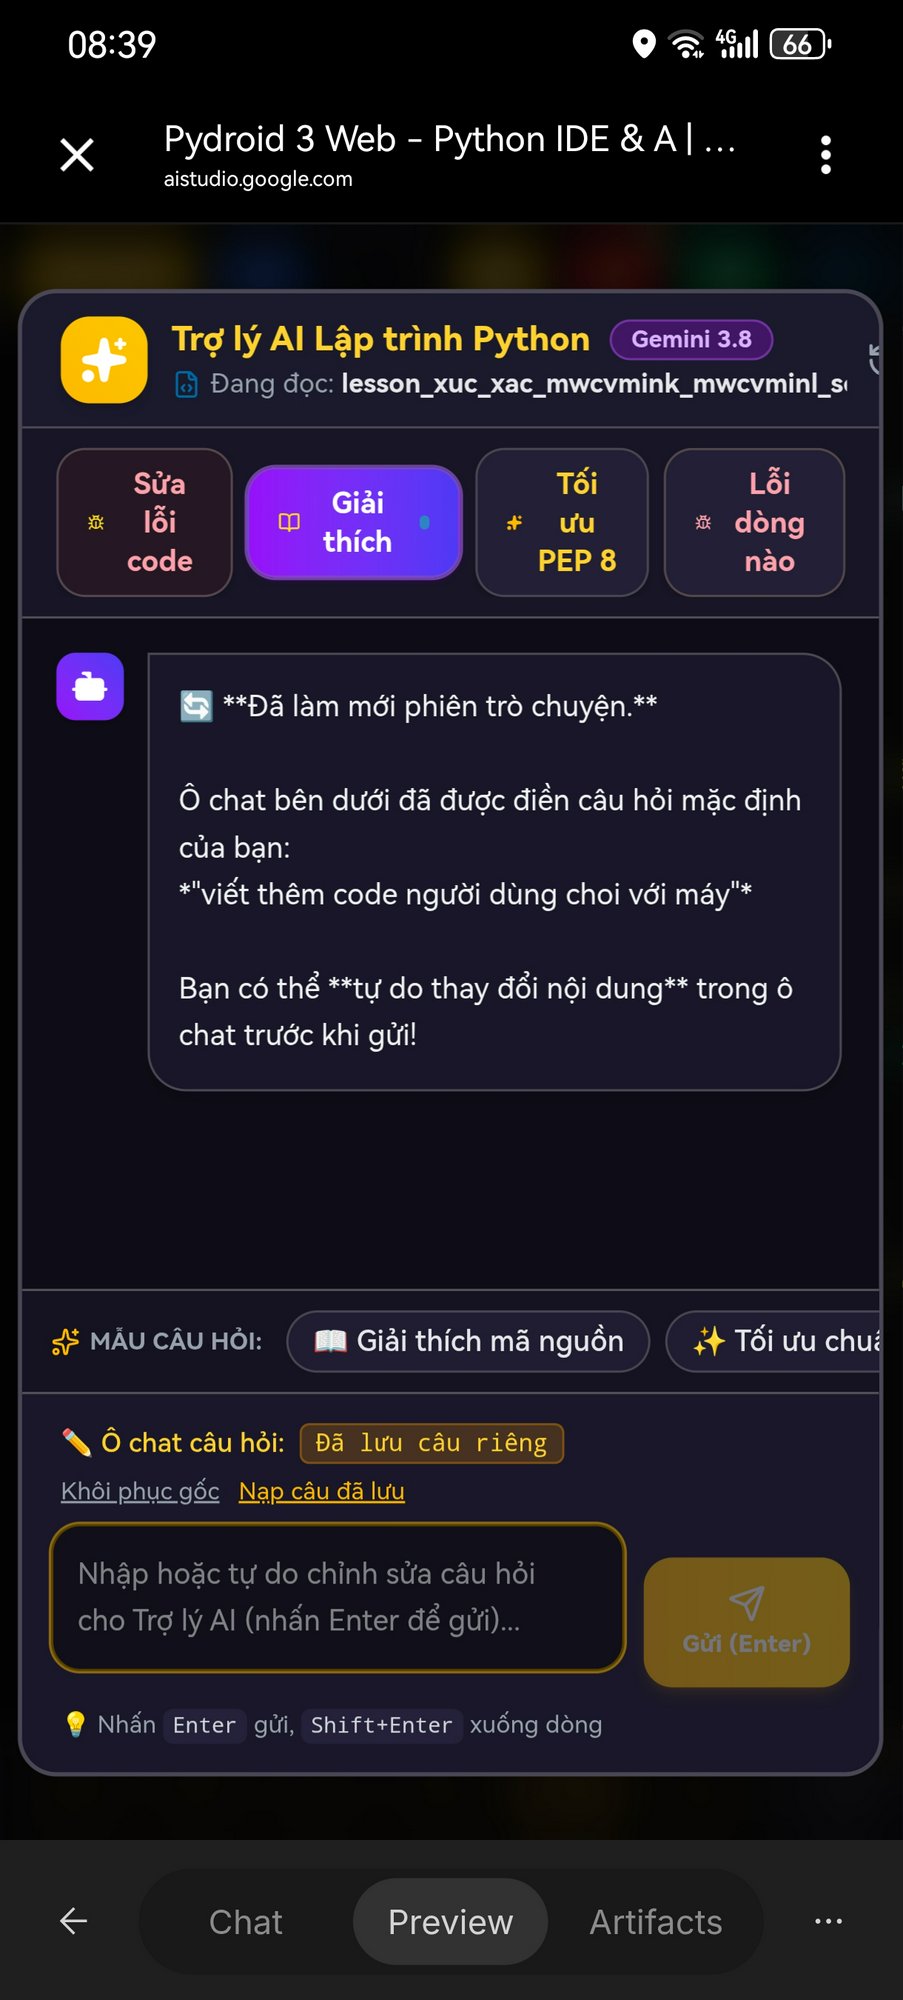 08:39
4G
66
Pydroid 3 Web - Python IDE & A | ...
aistudio.google.com
Trợ lý AI Lập trình Python
Gemini 3.8
Đang đọc: lesson_xuc_xac_mwcvmink_mwcvminl_s
Sửa lỗi code
Giải thích
Tối ưu PEP 8
Lỗi dòng nào
**Đã làm mới phiên trò chuyện.**
Ô chat bên dưới đã được điền câu hỏi mặc định
của bạn:
*"viết thêm code người dùng choi với máy"*
Bạn có thể **tự do thay đổi nội dung** trong ô
chat trước khi gửi!
MẪU CÂU HỎI:
Giải thích mã nguồn
Tối ưu chuẩ
Ô chat câu hỏi:
Đã lưu câu riêng
Khôi phục gốc
Nạp câu đã lưu
Nhập hoặc tự do chỉnh sửa câu hỏi
cho Trợ lý AI (nhấn Enter để gửi)...
Gửi (Enter)
Nhấn Enter gửi, Shift+Enter xuống dòng
Chat
Preview
Artifacts